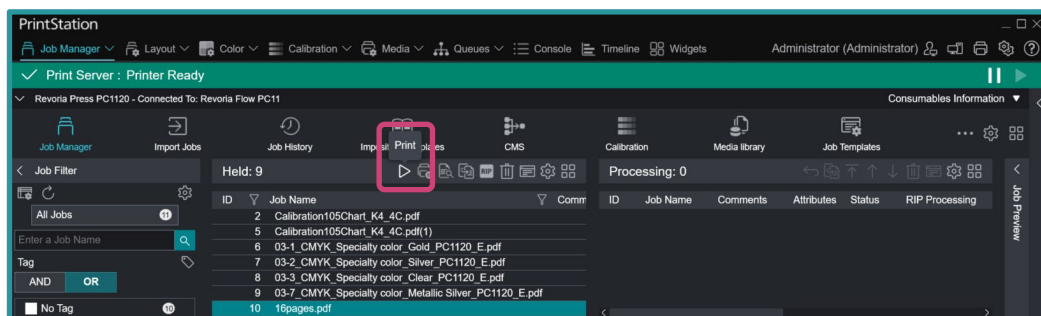 PrintStation
Job Manager Layout Color Calibration Media Queues Console Timeline Widgets Administrator (Administrator)
Print Server : Printer Ready
Revoria Press PC1120 - Connected To: Revoria Flow PC11 Consumables Information
Job Manager Import Jobs Job History CMS Calibration Media library Job Templates
Print
Job Filter Held: 9 RIP Processing: 0
ID Job Name Comm ID Job Name Comments Attributes Status RIP Processing
Job Preview
All Jobs 11
2 Calibration105Chart_K4_4C.pdf
5 Calibration105Chart_K4_4C.pdf(1)
Enter a Job Name
6 03-1_CMYK_Specialty color_Gold_PC1120_E.pdf
Tag
7 03-2_CMYK_Specialty color_Silver_PC1120_E.pdf
AND OR
8 03-3_CMYK_Specialty color_Clear_PC1120_E.pdf
9 03-7_CMYK_Specialty color_Metallic Silver_PC1120_E.pdf
No Tag 10
10 16pages.pdf